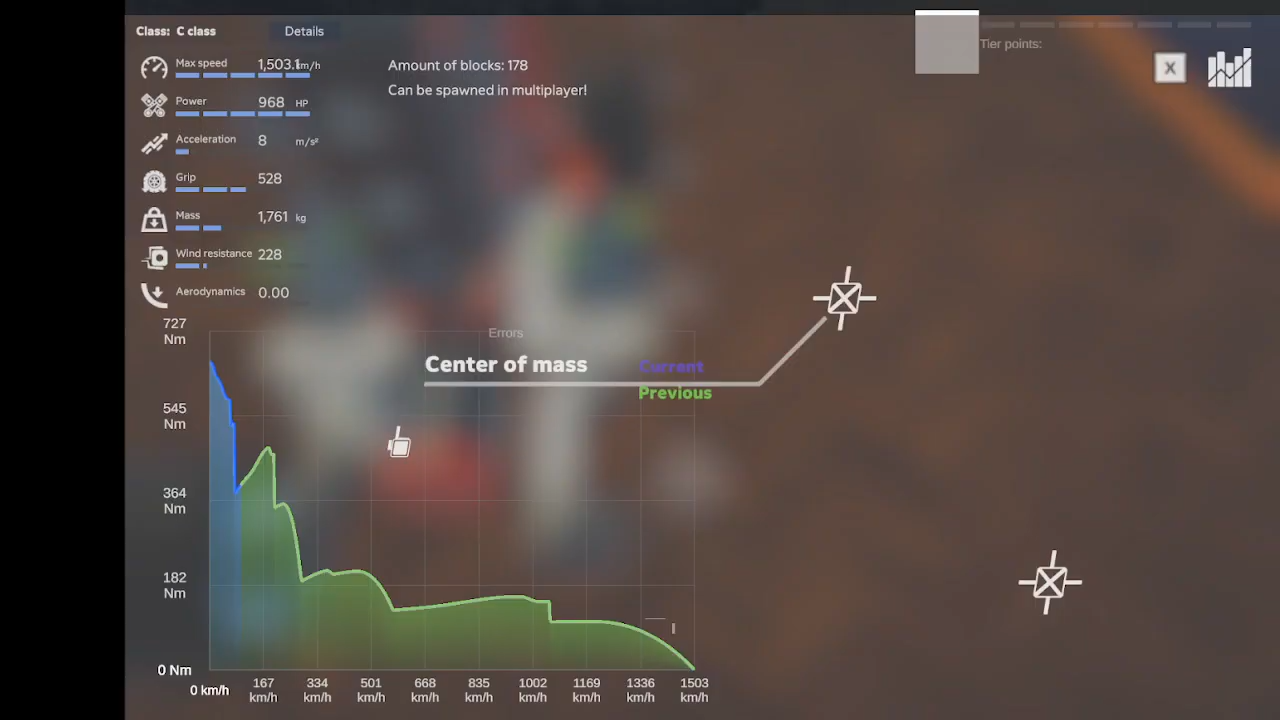 Class: C class
Details
Max speed 1,503.1 km/h
Power 968 HP
Acceleration 8 m/s²
Grip 528
Mass 1,761 kg
Wind resistance 228
Aerodynamics 0.00
Amount of blocks: 178
Can be spawned in multiplayer!
Tier points:
X
Errors
Center of mass
Current
Previous
727 Nm
545 Nm
364 Nm
182 Nm
0 Nm
0 km/h
167 km/h
334 km/h
501 km/h
668 km/h
835 km/h
1002 km/h
1169 km/h
1336 km/h
1503 km/h